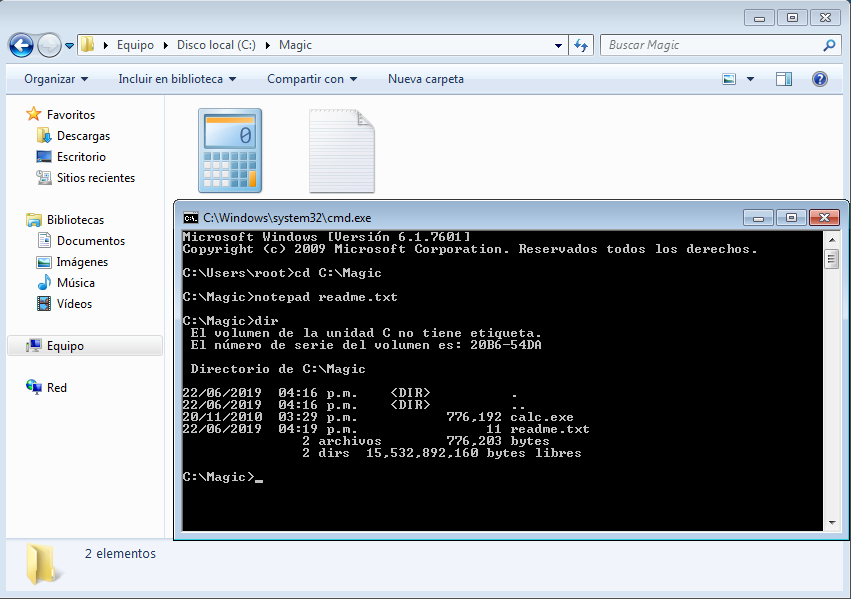 Equipo Disco local (C:) Magic
Buscar Magic
Organizar Incluir en biblioteca Compartir con Nueva carpeta
Favoritos
Descargas
Escritorio
Sitios recientes
Bibliotecas
Documentos
Imágenes
Música
Vídeos
Equipo
Red
0
C:\Windows\system32\cmd.exe
Microsoft Windows [Versión 6.1.7601]
Copyright (c) 2009 Microsoft Corporation. Reservados todos los derechos.
C:\Users\root>cd C:\Magic
C:\Magic>notepad readme.txt
C:\Magic>dir
El volumen de la unidad C no tiene etiqueta.
El número de serie del volumen es: 20B6-54DA
Directorio de C:\Magic
22/06/2019 04:16 p.m. <DIR> .
22/06/2019 04:16 p.m. <DIR> ..
20/11/2010 03:29 p.m. 776,192 calc.exe
22/06/2019 04:19 p.m. 11 readme.txt
2 archivos 776,203 bytes
2 dirs 15,532,892,160 bytes libres
C:\Magic>_
2 elementos